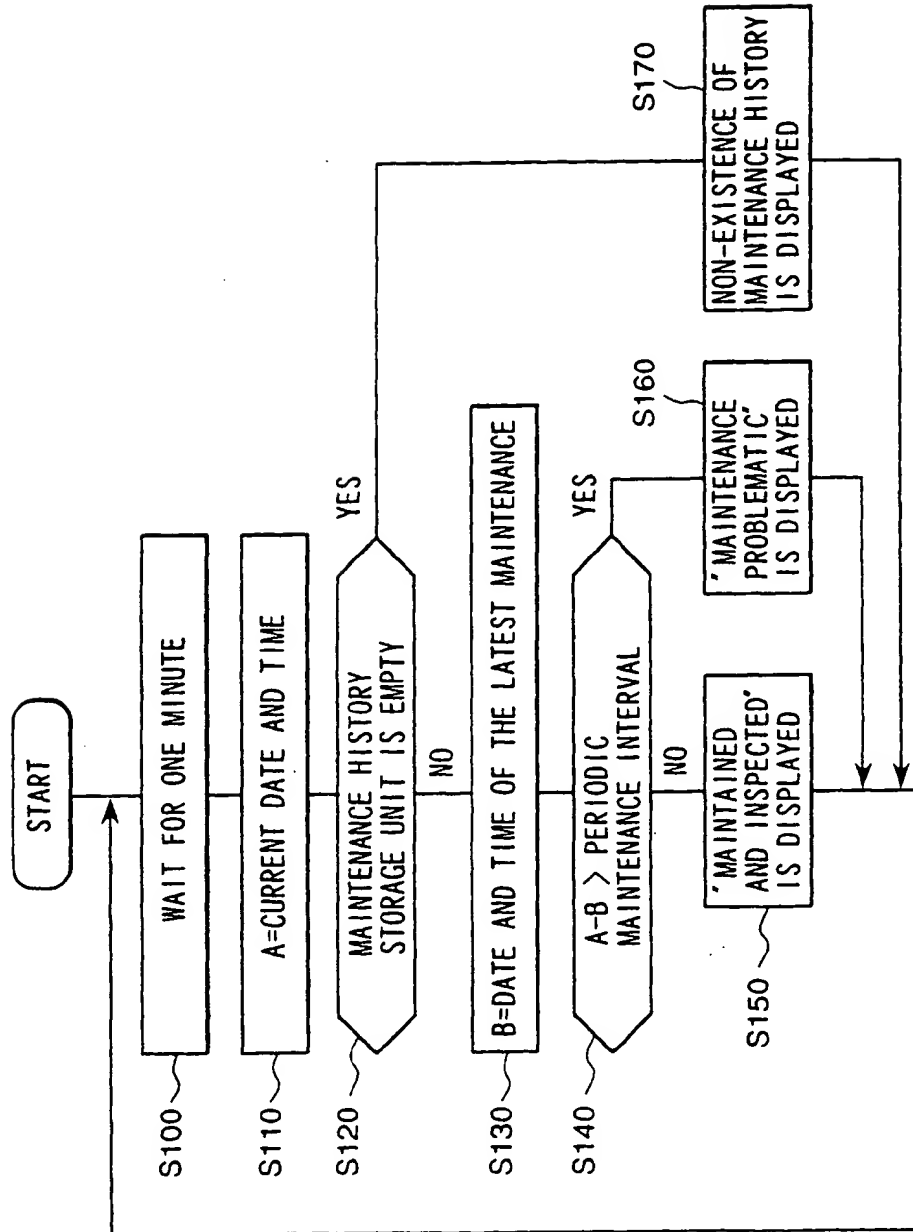 START
S100
WAIT FOR ONE MINUTE
S110
A=CURRENT DATE AND TIME
S120
MAINTENANCE HISTORY
STORAGE UNIT IS EMPTY
YES
NO
S130
B=DATE AND TIME OF THE LATEST MAINTENANCE
S140
A-B > PERIODIC
MAINTENANCE INTERVAL
YES
NO
S150
"MAINTAINED
AND INSPECTED"
IS DISPLAYED
S160
"MAINTENANCE
PROBLEMATIC"
IS DISPLAYED
S170
NON-EXISTENCE OF
MAINTENANCE HISTORY
IS DISPLAYED